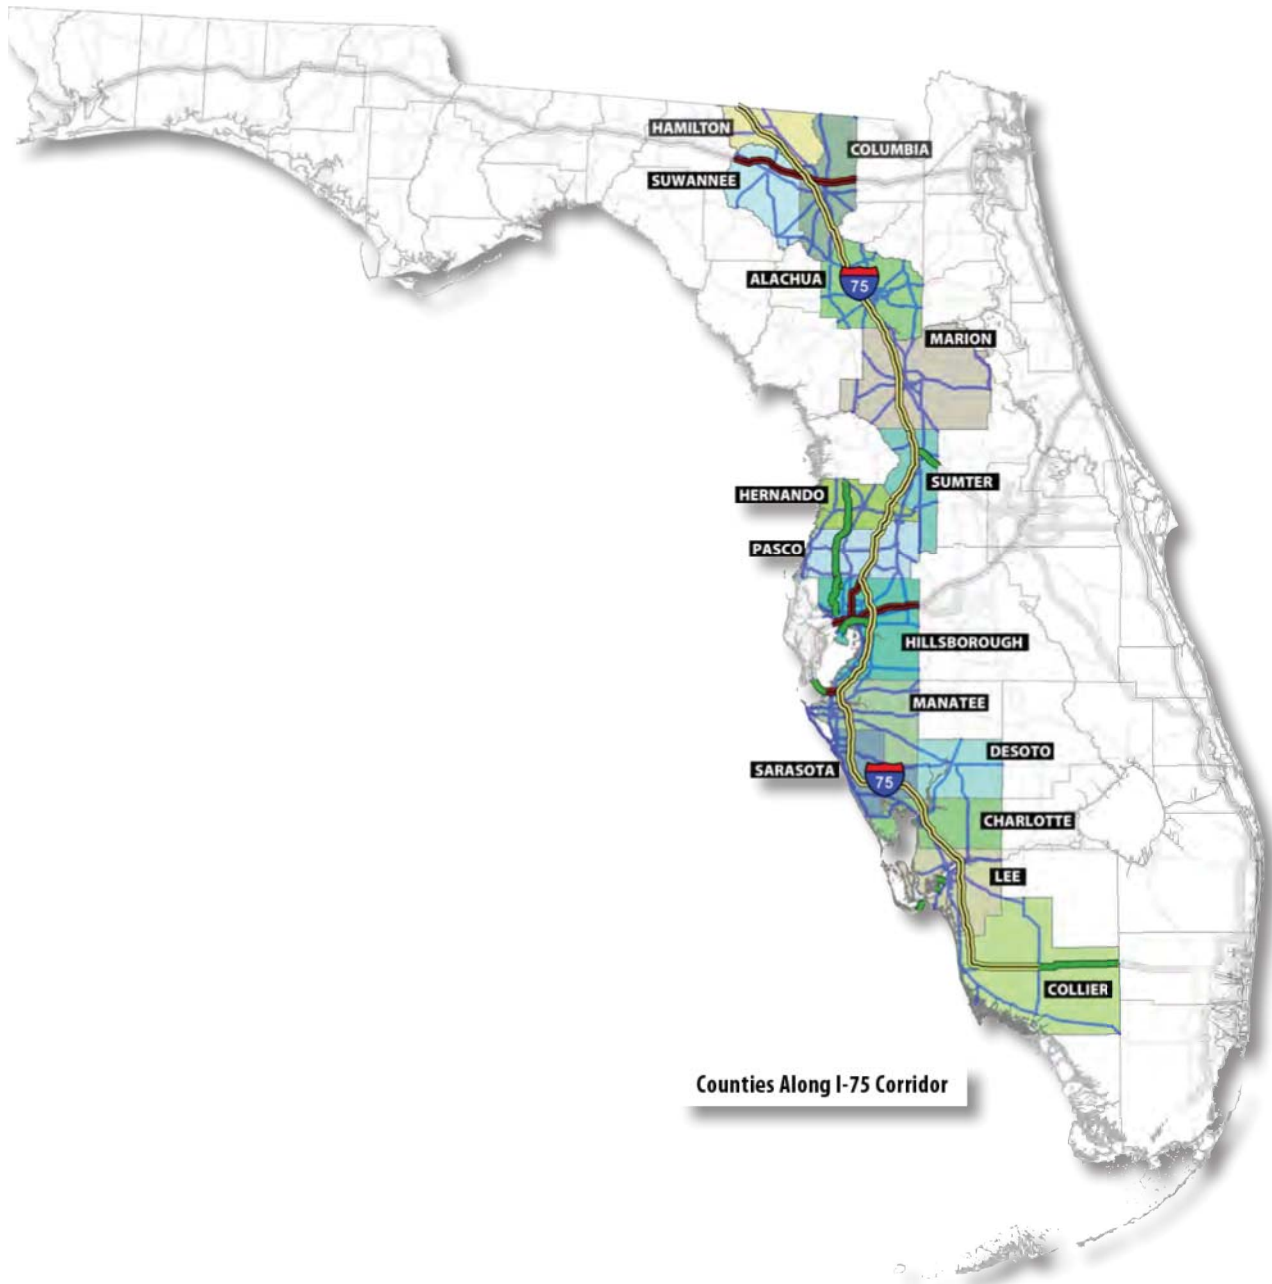 HAMILTON
COLUMBIA
SUWANNEE
ALACHUA
75
MARION
SUMTER
HERNANDO
PASCO
HILLSBOROUGH
MANATEE
DESOTO
SARASOTA
75
CHARLOTTE
LEE
COLLIER
Counties Along I-75 Corridor